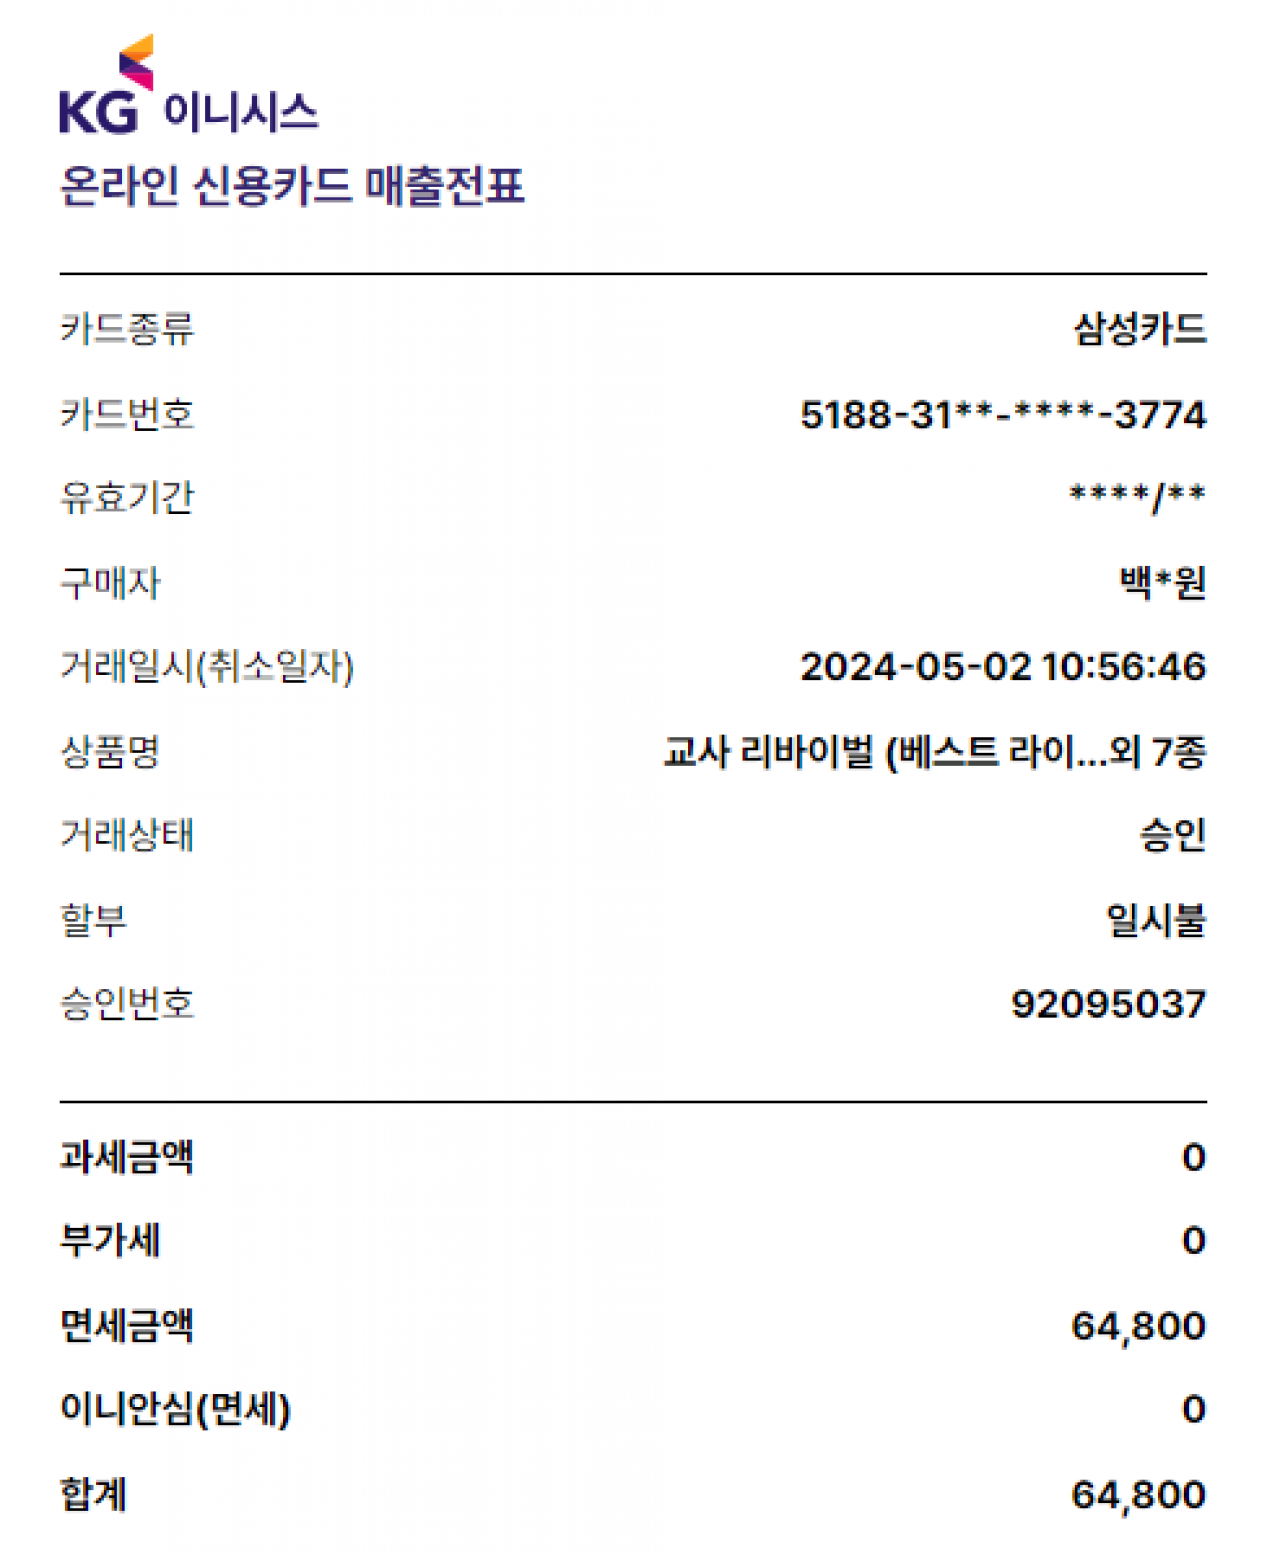 KG 이니시스
온라인 신용카드 매출전표
카드종류 삼성카드
카드번호 5188-31**-****-3774
유효기간 ****/**
구매자 백*원
거래일시(취소일자) 2024-05-02 10:56:46
상품명 교사 리바이벌 (베스트 라이...외 7종
거래상태 승인
할부 일시불
승인번호 92095037
과세금액 0
부가세 0
면세금액 64,800
이니안심(면세) 0
합계 64,800